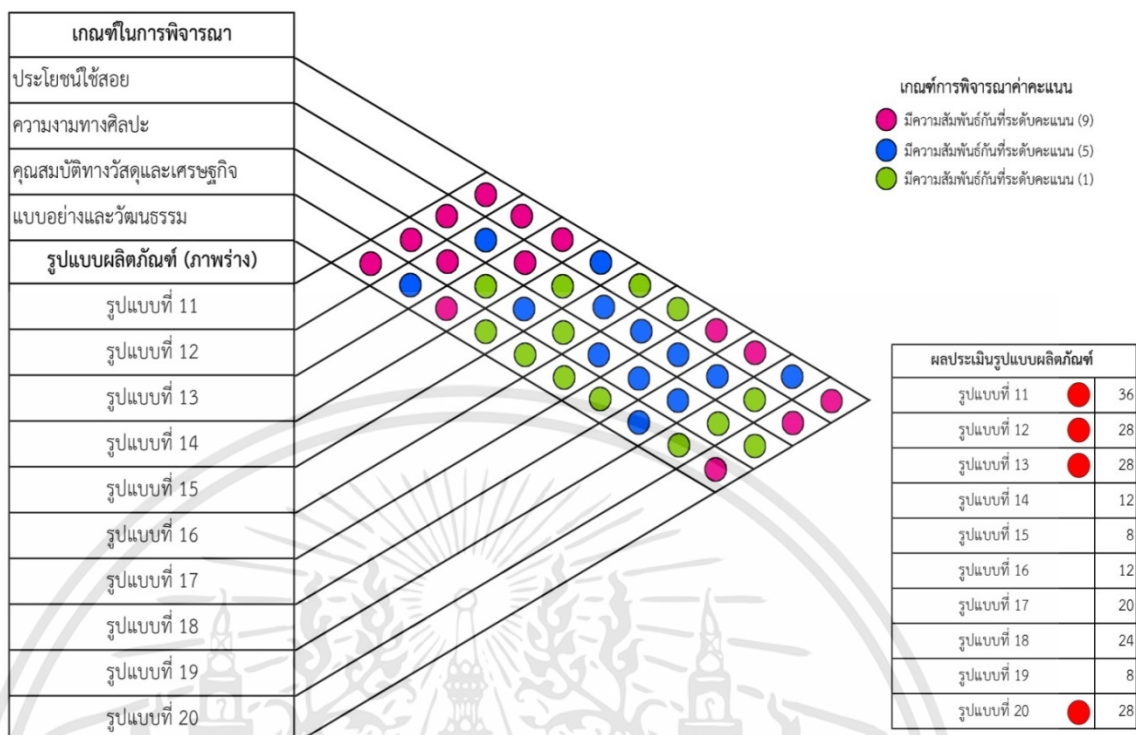 เกณฑ์ในการพิจารณา
ประโยชน์ใช้สอย
ความงามทางศิลปะ
คุณสมบัติทางวัสดุและเศรษฐกิจ
แบบอย่างและวัฒนธรรม
รูปแบบผลิตภัณฑ์ (ภาพร่าง)
รูปแบบที่ 11
รูปแบบที่ 12
รูปแบบที่ 13
รูปแบบที่ 14
รูปแบบที่ 15
รูปแบบที่ 16
รูปแบบที่ 17
รูปแบบที่ 18
รูปแบบที่ 19
รูปแบบที่ 20
เกณฑ์การพิจารณาค่าคะแนน
มีความสัมพันธ์กันที่ระดับคะแนน (9)
มีความสัมพันธ์กันที่ระดับคะแนน (5)
มีความสัมพันธ์กันที่ระดับคะแนน (1)
ผลประเมินรูปแบบผลิตภัณฑ์
รูปแบบที่ 11 36
รูปแบบที่ 12 28
รูปแบบที่ 13 28
รูปแบบที่ 14 12
รูปแบบที่ 15 8
รูปแบบที่ 16 12
รูปแบบที่ 17 20
รูปแบบที่ 18 24
รูปแบบที่ 19 8
รูปแบบที่ 20 28